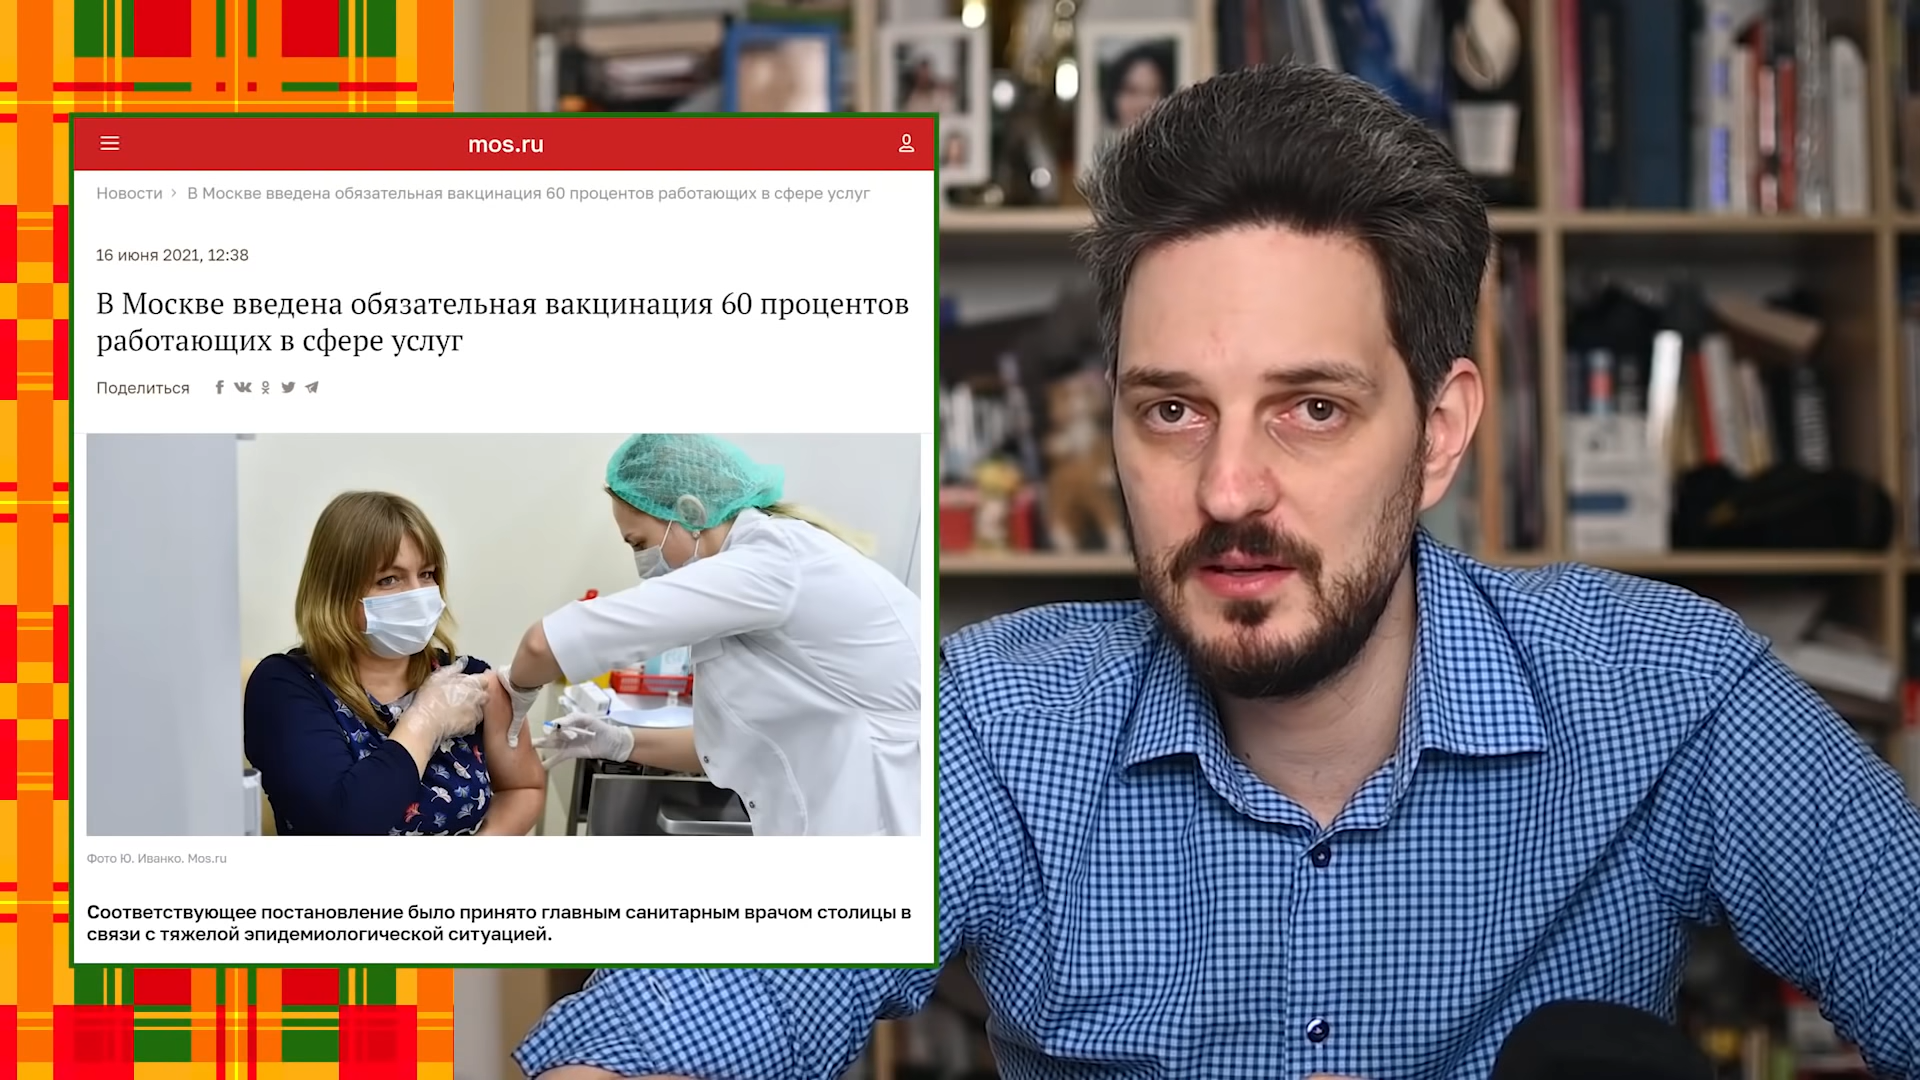 mos.ru
Новости > В Москве введена обязательная вакцинация 60 процентов работающих в сфере услуг
16 июня 2021, 12:38
В Москве введена обязательная вакцинация 60 процентов
работающих в сфере услуг
Поделиться
Фото Ю. Иванко. Mos.ru
Соответствующее постановление было принято главным санитарным врачом столицы в
связи с тяжелой эпидемиологической ситуацией.